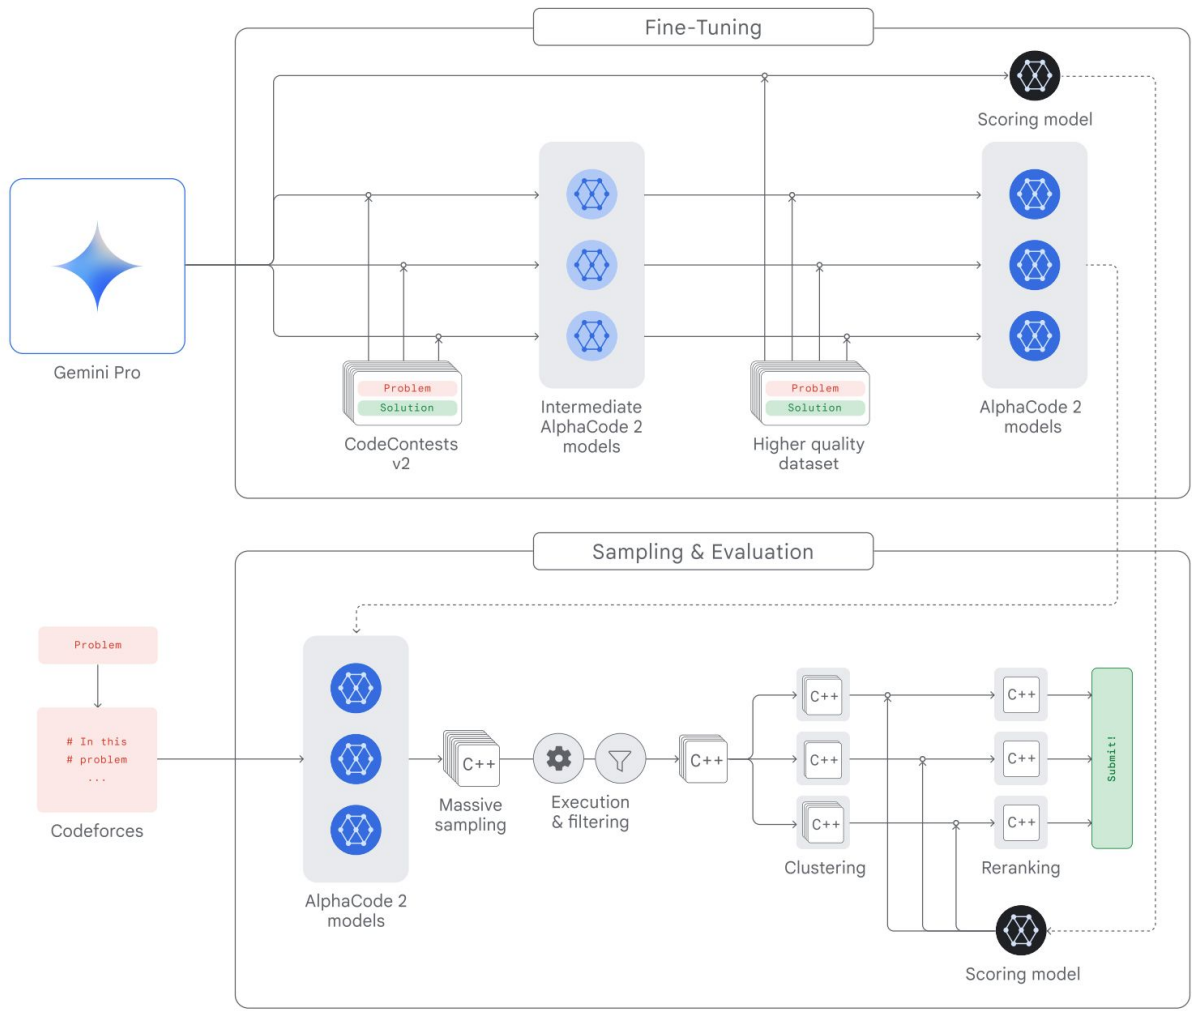 Fine-Tuning
Scoring model
Gemini Pro
Problem
Solution
CodeContests
v2
Intermediate
AlphaCode 2
models
Problem
Solution
Higher quality
dataset
AlphaCode 2
models
Sampling & Evaluation
Problem
# In this
# problem
...
Codeforces
AlphaCode 2
models
C++
Massive
sampling
Execution
& filtering
C++
C++
C++
C++
Clustering
C++
C++
C++
Reranking
Submit!
Scoring model